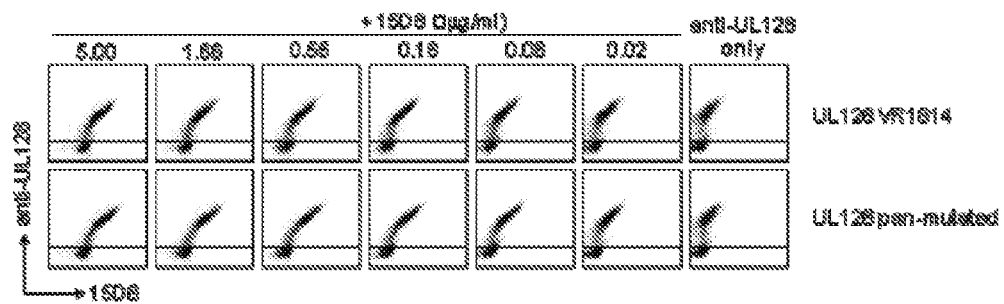 + 15D8 (µg/ml)
anti-UL128 only
5.00 1.66 0.55 0.18 0.06 0.02
UL128 VR1814
anti-UL128
UL128 pan-mutated
15D8